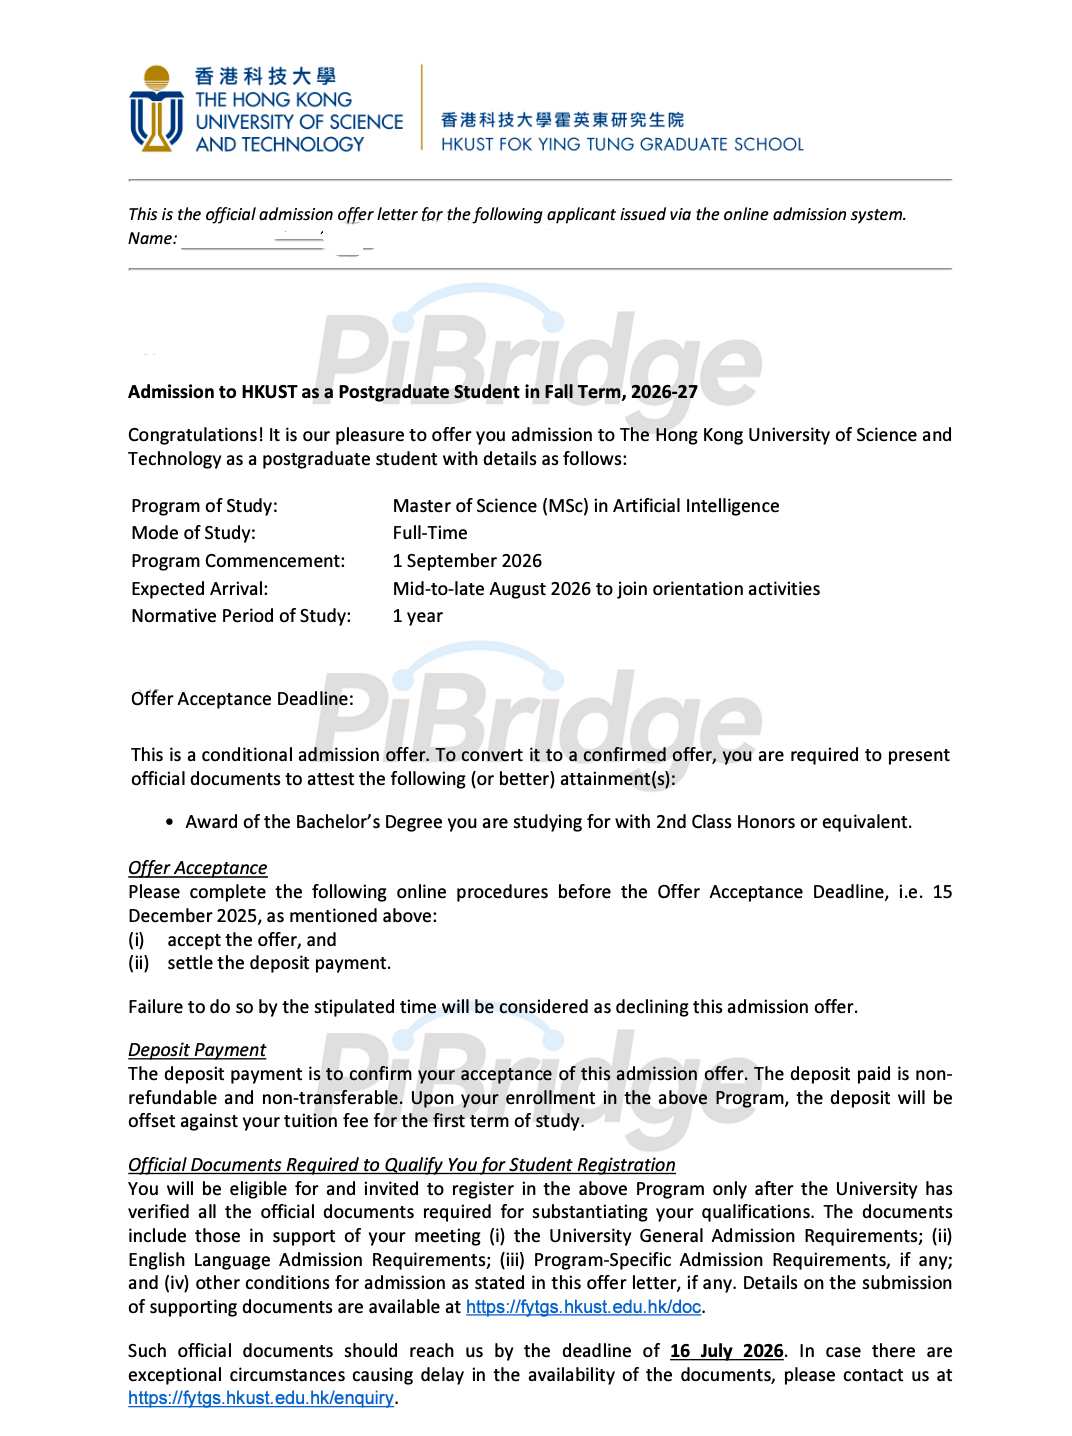 香港科技大學
THE HONG KONG
UNIVERSITY OF SCIENCE
AND TECHNOLOGY
香港科技大學霍英東研究生院
HKUST FOK YING TUNG GRADUATE SCHOOL
This is the official admission offer letter for the following applicant issued via the online admission system.
Name:
PiBridge
Admission to HKUST as a Postgraduate Student in Fall Term, 2026-27
Congratulations! It is our pleasure to offer you admission to The Hong Kong University of Science and
Technology as a postgraduate student with details as follows:
Program of Study: Master of Science (MSc) in Artificial Intelligence
Mode of Study: Full-Time
Program Commencement: 1 September 2026
Expected Arrival: Mid-to-late August 2026 to join orientation activities
Normative Period of Study: 1 year
PiBridge
Offer Acceptance Deadline:
This is a conditional admission offer. To convert it to a confirmed offer, you are required to present
official documents to attest the following (or better) attainment(s):
• Award of the Bachelor’s Degree you are studying for with 2nd Class Honors or equivalent.
Offer Acceptance
Please complete the following online procedures before the Offer Acceptance Deadline, i.e. 15
December 2025, as mentioned above:
(i) accept the offer, and
(ii) settle the deposit payment.
Failure to do so by the stipulated time will be considered as declining this admission offer.
PiBridge
Deposit Payment
The deposit payment is to confirm your acceptance of this admission offer. The deposit paid is non-
refundable and non-transferable. Upon your enrollment in the above Program, the deposit will be
offset against your tuition fee for the first term of study.
Official Documents Required to Qualify You for Student Registration
You will be eligible for and invited to register in the above Program only after the University has
verified all the official documents required for substantiating your qualifications. The documents
include those in support of your meeting (i) the University General Admission Requirements; (ii)
English Language Admission Requirements; (iii) Program-Specific Admission Requirements, if any;
and (iv) other conditions for admission as stated in this offer letter, if any. Details on the submission
of supporting documents are available at https://fytgs.hkust.edu.hk/doc.
Such official documents should reach us by the deadline of 16 July 2026. In case there are
exceptional circumstances causing delay in the availability of the documents, please contact us at
https://fytgs.hkust.edu.hk/enquiry.